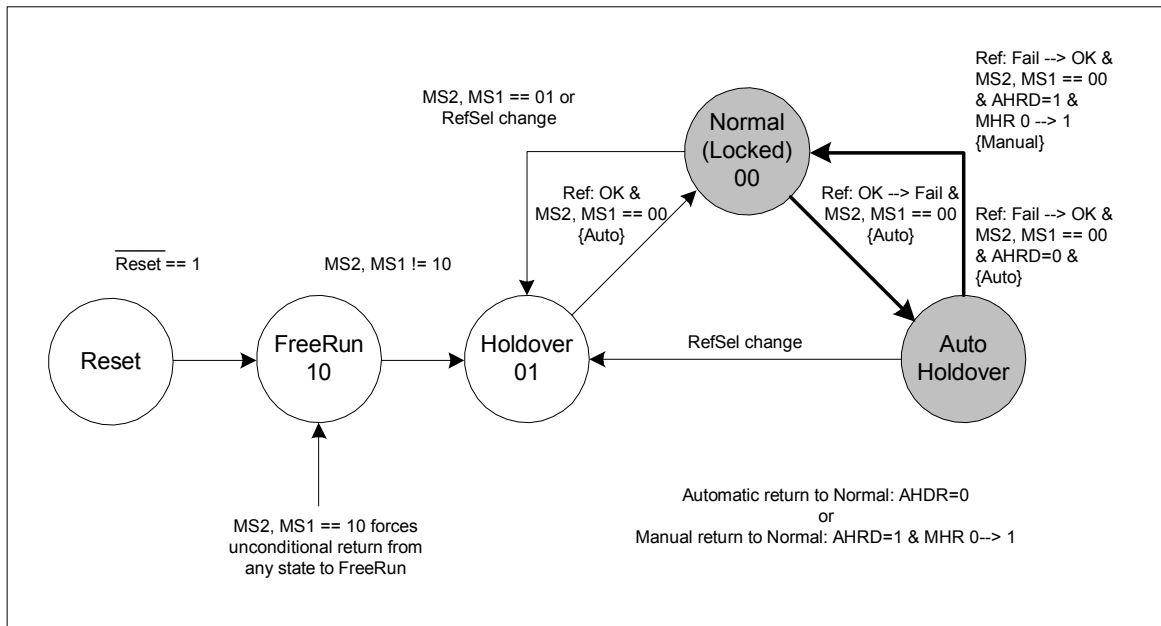 Ref: Fail --> OK &
MS2, MS1 == 00
& AHRD=1 &
MHR 0 --> 1
{Manual}
MS2, MS1 == 01 or
RefSel change
Normal
(Locked)
00
Ref: OK &
MS2, MS1 == 00
{Auto}
Ref: OK --> Fail &
MS2, MS1 == 00
{Auto}
Ref: Fail --> OK &
MS2, MS1 == 00
& AHRD=0 &
{Auto}
Reset == 1
MS2, MS1 != 10
Reset
FreeRun
10
Holdover
01
RefSel change
Auto
Holdover
MS2, MS1 == 10 forces
unconditional return from
any state to FreeRun
Automatic return to Normal: AHDR=0
or
Manual return to Normal: AHRD=1 & MHR 0--> 1